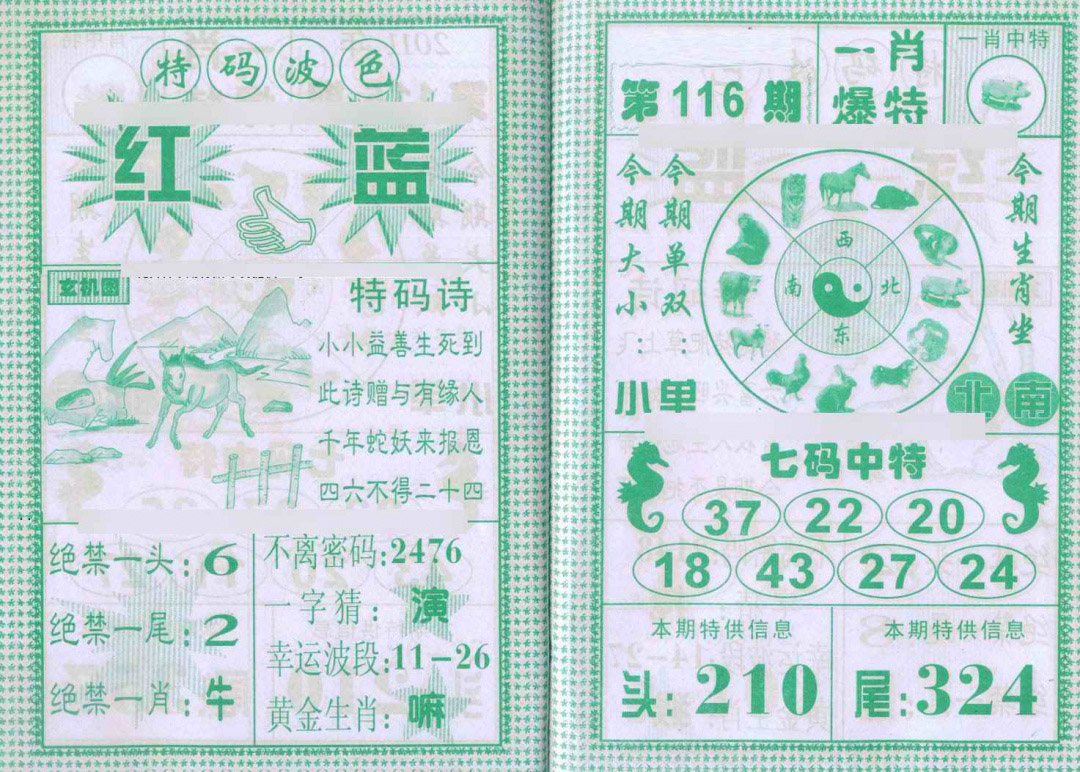 特码波色
红 蓝
玄机图
特码诗
小小益善生死到
此诗赠与有缘人
千年蛇妖来报恩
四六不得二十四
绝禁一头:6
绝禁一尾:2
绝禁一肖:牛
不离密码:2476
一字猜:演
幸运波段:11-26
黄金生肖:嘛
第116期
一肖
爆特
一肖中特
今期大小:小
今期单双:单
西
南 北
东
今期生肖坐
北 南
七码中特
37 22 20
18 43 27 24
本期特供信息
头:210
本期特供信息
尾:324